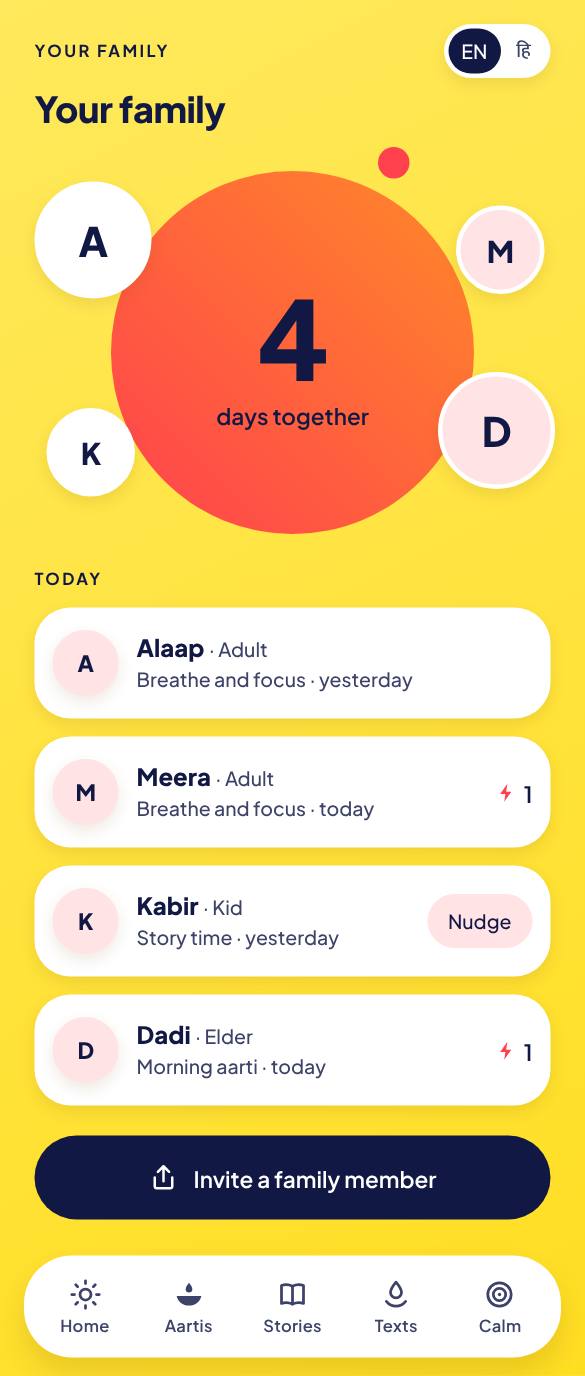 YOUR FAMILY
EN हि
Your family
A
M
4
days together
K
D
TODAY
A
Alaap · Adult
Breathe and focus · yesterday
M
Meera · Adult
Breathe and focus · today
1
K
Kabir · Kid
Story time · yesterday
Nudge
D
Dadi · Elder
Morning aarti · today
1
Invite a family member
Home Aartis Stories Texts Calm